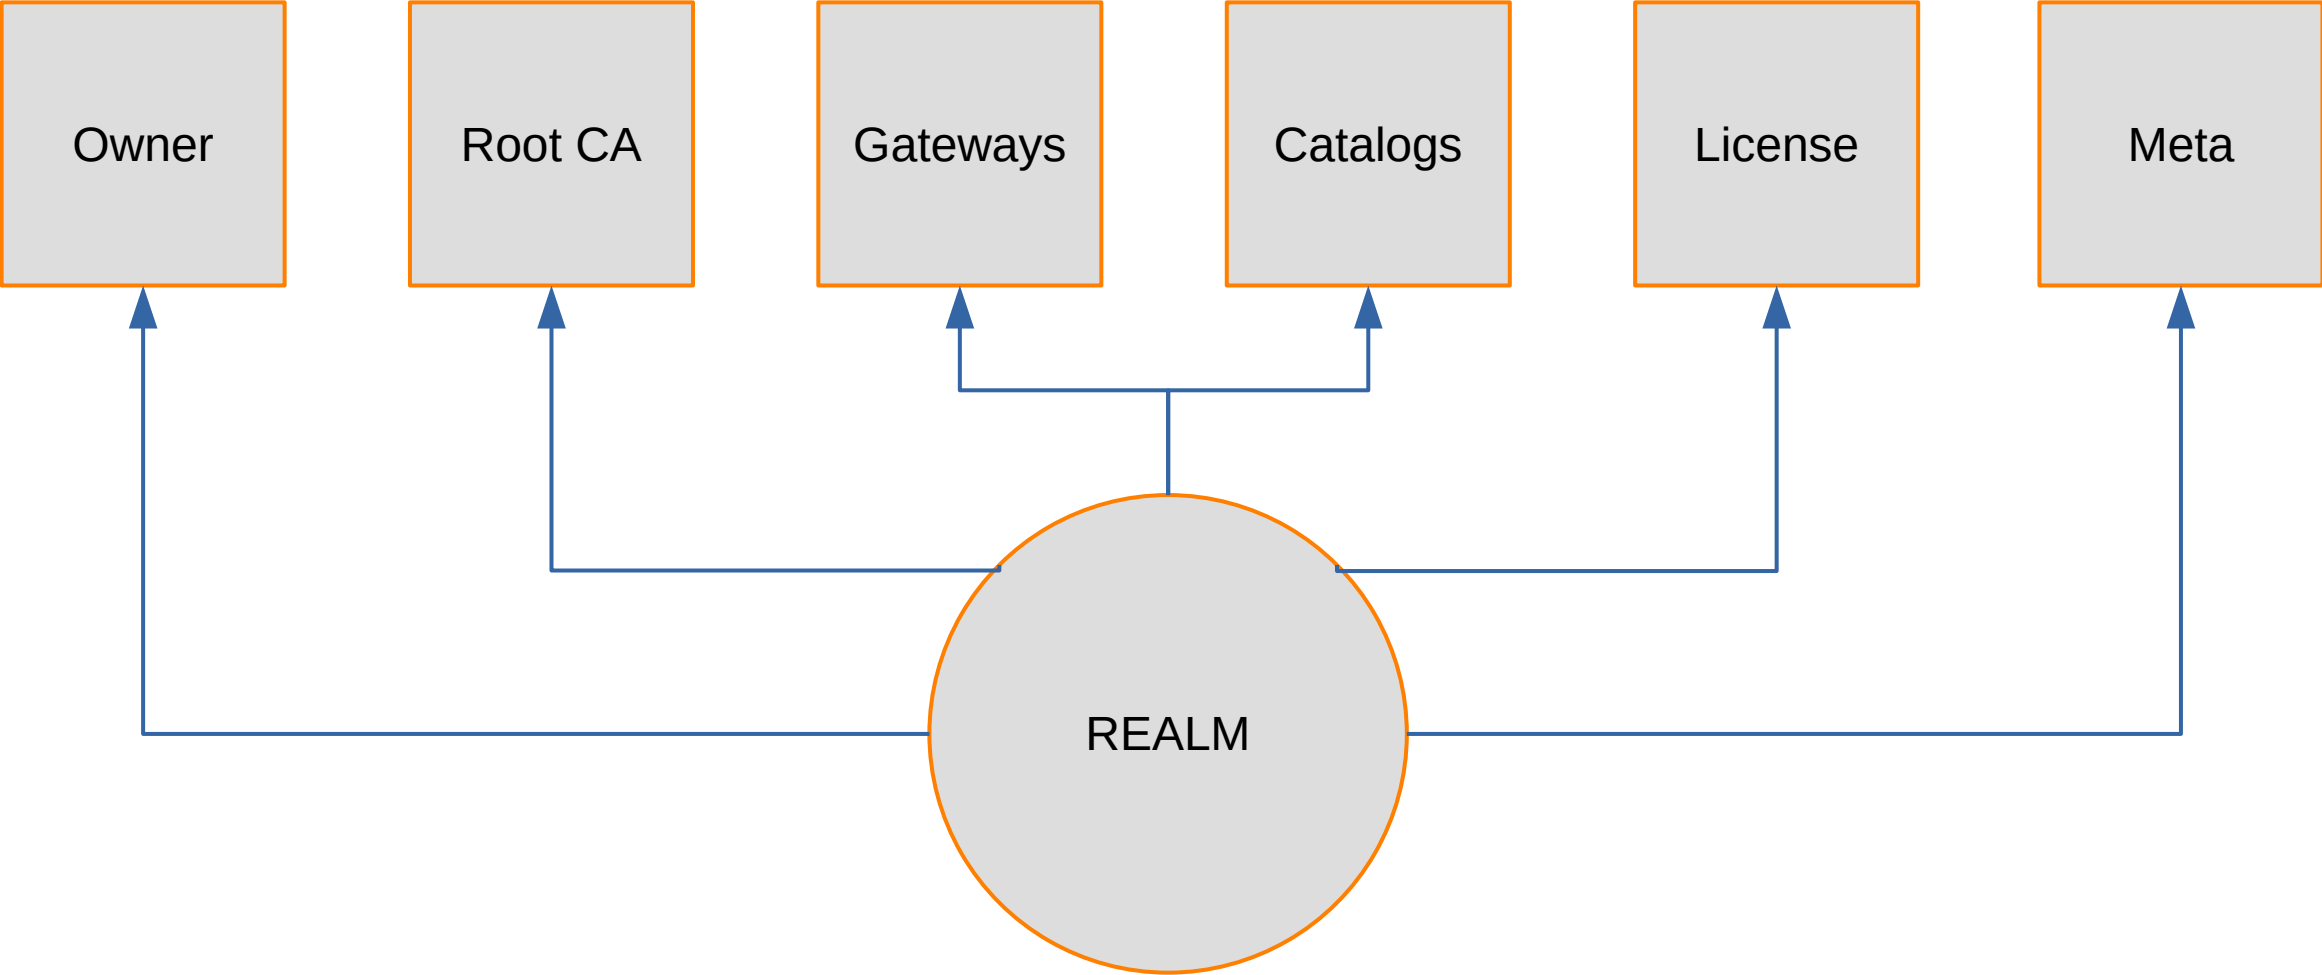 Owner
Root CA
Gateways
Catalogs
License
Meta
REALM